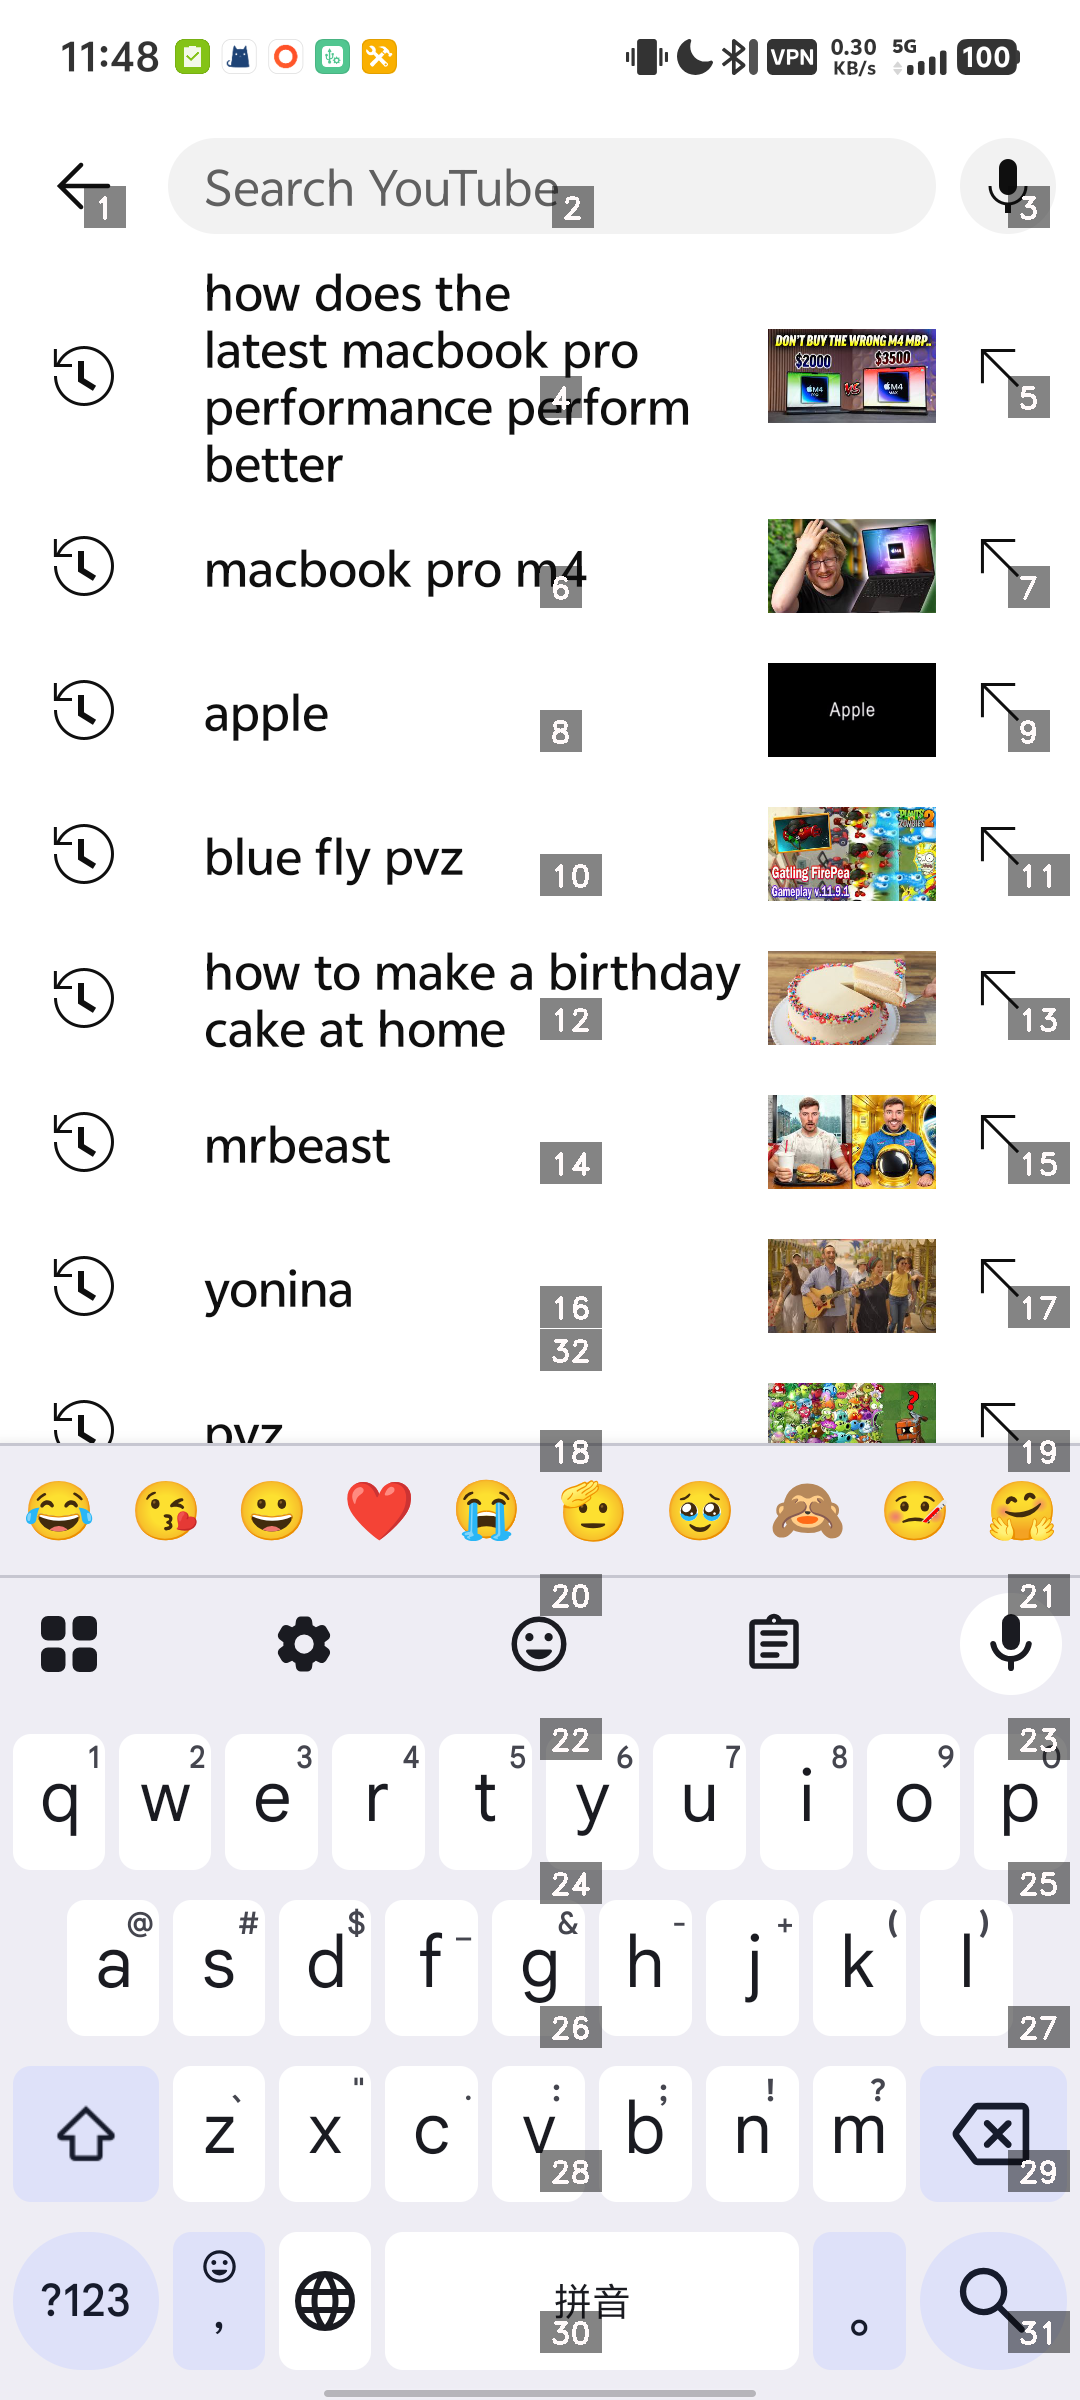 11:48
VPN
0.30
KB/s
5G
100
Search YouTube
1
2
3
how does the
latest macbook pro
performance perform
better
4
DON'T BUY THE WRONG M4 MBP..
$2000
$3500
M4
M4
5
macbook pro m4
6
7
apple
8
Apple
9
blue fly pvz
10
PLANTS
ZOMBIES 2
Gatling FirePea
Gameplay v.11.9.1
11
how to make a birthday
cake at home
12
13
mrbeast
14
15
yonina
16
17
32
pvz
18
?
19
20
21
22
23
1 2 3 4 5 6 7 8 9 0
q w e r t y u i o p
24
25
@ # $ _ & - + ( )
a s d f g h j k l
26
27
、 " . : ; ! ?
z x c v b n m
28
29
?123
,
拼音
30
。
31